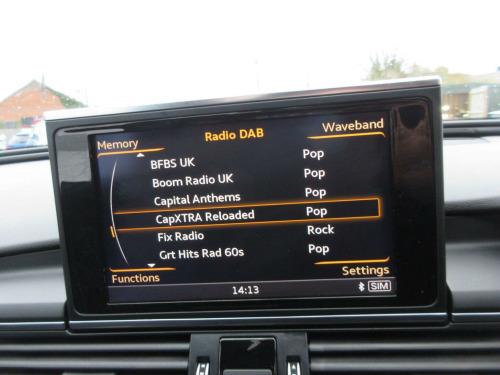 Memory Radio DAB Waveband
BFBS UK Pop
Boom Radio UK Pop
Capital Anthems Pop
CapXTRA Reloaded Pop
Fix Radio Rock
Grt Hits Rad 60s Pop
Functions Settings
14:13 SIM